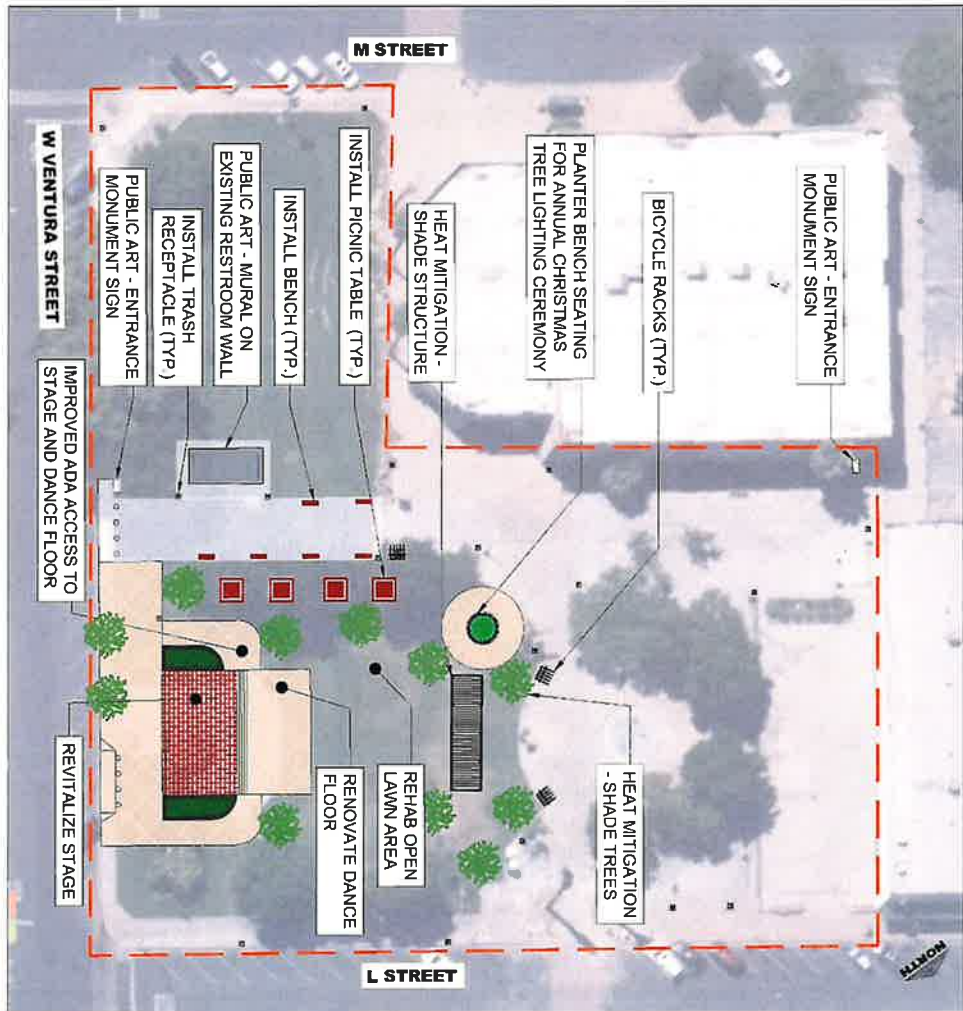 M STREET
W VENTURA STREET
PUBLIC ART - ENTRANCE
MONUMENT SIGN
INSTALL TRASH
RECEPTACLE (TYP.)
PUBLIC ART - MURAL ON
EXISTING RESTROOM WALL
INSTALL BENCH (TYP.)
INSTALL PICNIC TABLE (TYP.)
HEAT MITIGATION -
SHADE STRUCTURE
PLANTER BENCH SEATING
FOR ANNUAL CHRISTMAS
TREE LIGHTING CEREMONY
BICYCLE RACKS (TYP.)
PUBLIC ART - ENTRANCE
MONUMENT SIGN
IMPROVED ADA ACCESS TO
STAGE AND DANCE FLOOR
REVITALIZE STAGE
RENOVATE DANCE
FLOOR
REHAB OPEN
LAWN AREA
HEAT MITIGATION
- SHADE TREES
L STREET
NORTH